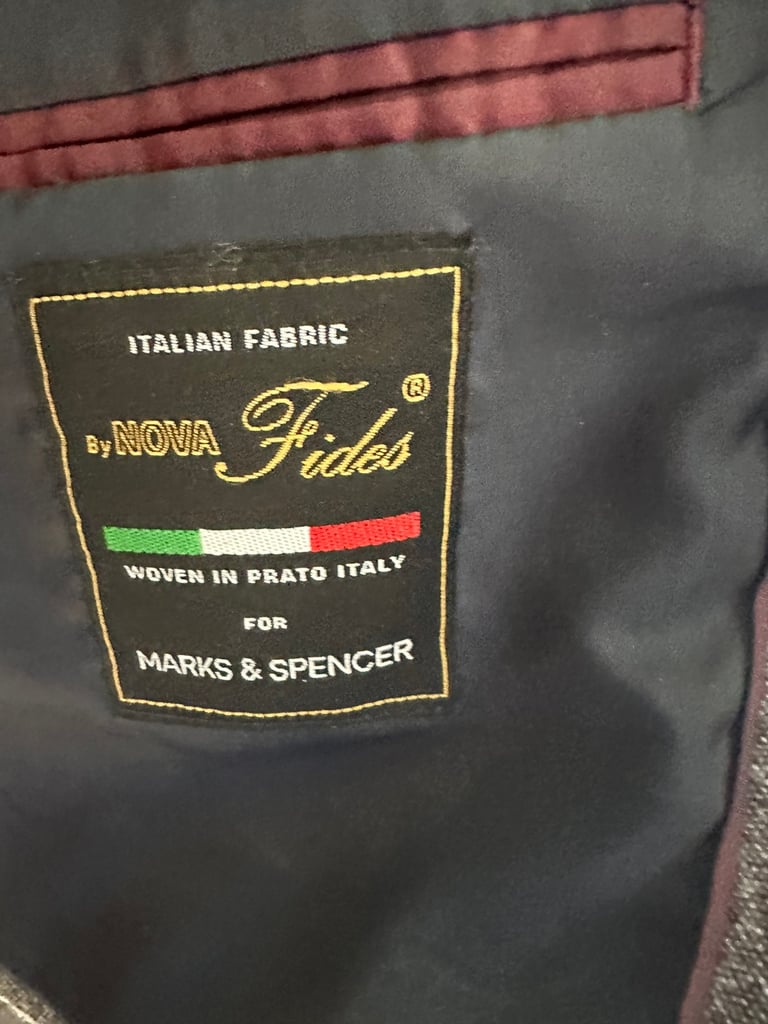 ITALIAN FABRIC
By NOVA Fides ®
WOVEN IN PRATO ITALY
FOR
MARKS & SPENCER